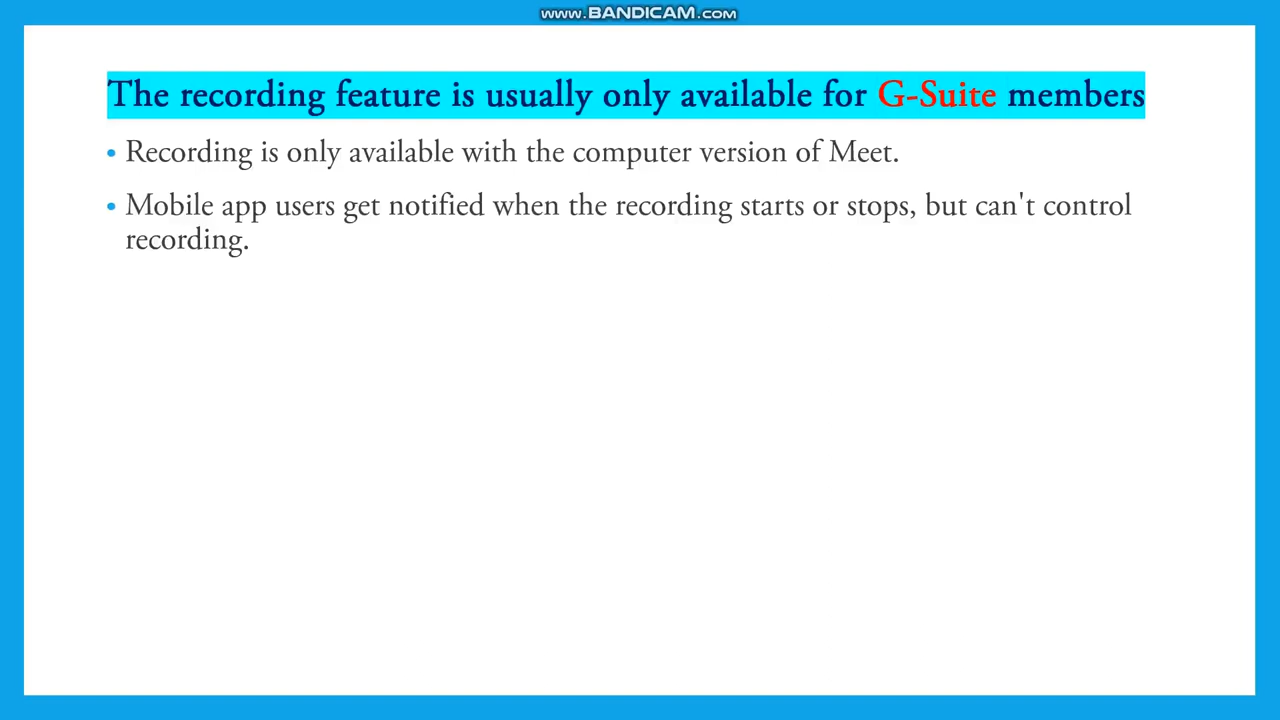 www.BANDICAM.com
The recording feature is usually only available for G-Suite members
• Recording is only available with the computer version of Meet.
• Mobile app users get notified when the recording starts or stops, but can't control
recording.